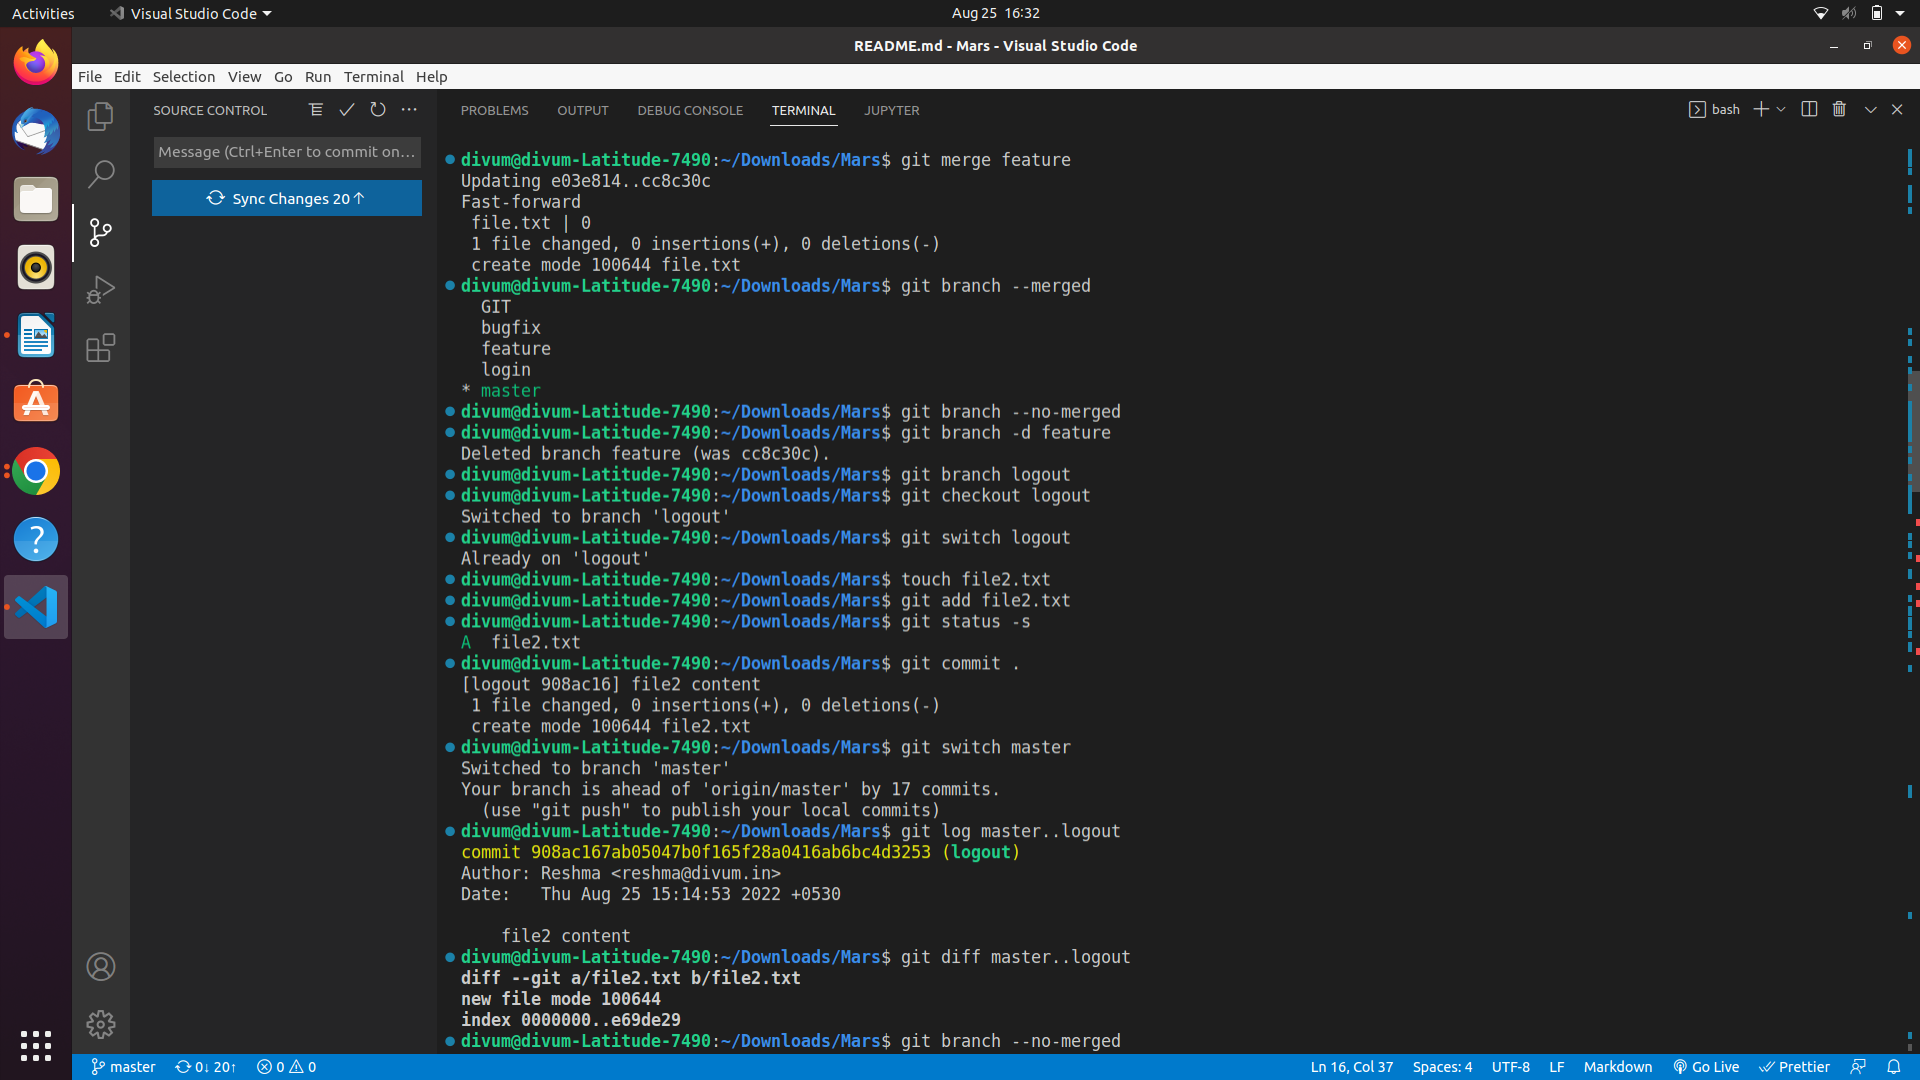 Activities
Visual Studio Code
Aug 25 16:32
README.md - Mars - Visual Studio Code
File Edit Selection View Go Run Terminal Help
SOURCE CONTROL
Message (Ctrl+Enter to commit on…
Sync Changes 20↑
PROBLEMS OUTPUT DEBUG CONSOLE TERMINAL JUPYTER
bash
divum@divum-Latitude-7490:~/Downloads/Mars$ git merge feature
Updating e03e814..cc8c30c
Fast-forward
 file.txt | 0
 1 file changed, 0 insertions(+), 0 deletions(-)
 create mode 100644 file.txt
divum@divum-Latitude-7490:~/Downloads/Mars$ git branch --merged
  GIT
  bugfix
  feature
  login
* master
divum@divum-Latitude-7490:~/Downloads/Mars$ git branch --no-merged
divum@divum-Latitude-7490:~/Downloads/Mars$ git branch -d feature
Deleted branch feature (was cc8c30c).
divum@divum-Latitude-7490:~/Downloads/Mars$ git branch logout
divum@divum-Latitude-7490:~/Downloads/Mars$ git checkout logout
Switched to branch 'logout'
divum@divum-Latitude-7490:~/Downloads/Mars$ git switch logout
Already on 'logout'
divum@divum-Latitude-7490:~/Downloads/Mars$ touch file2.txt
divum@divum-Latitude-7490:~/Downloads/Mars$ git add file2.txt
divum@divum-Latitude-7490:~/Downloads/Mars$ git status -s
A  file2.txt
divum@divum-Latitude-7490:~/Downloads/Mars$ git commit .
[logout 908ac16] file2 content
 1 file changed, 0 insertions(+), 0 deletions(-)
 create mode 100644 file2.txt
divum@divum-Latitude-7490:~/Downloads/Mars$ git switch master
Switched to branch 'master'
Your branch is ahead of 'origin/master' by 17 commits.
  (use "git push" to publish your local commits)
divum@divum-Latitude-7490:~/Downloads/Mars$ git log master..logout
commit 908ac167ab05047b0f165f28a0416ab6bc4d3253 (logout)
Author: Reshma <reshma@divum.in>
Date:   Thu Aug 25 15:14:53 2022 +0530
    file2 content
divum@divum-Latitude-7490:~/Downloads/Mars$ git diff master..logout
diff --git a/file2.txt b/file2.txt
new file mode 100644
index 0000000..e69de29
divum@divum-Latitude-7490:~/Downloads/Mars$ git branch --no-merged
master 0↓ 20↑ 0 0
Ln 16, Col 37 Spaces: 4 UTF-8 LF Markdown Go Live Prettier